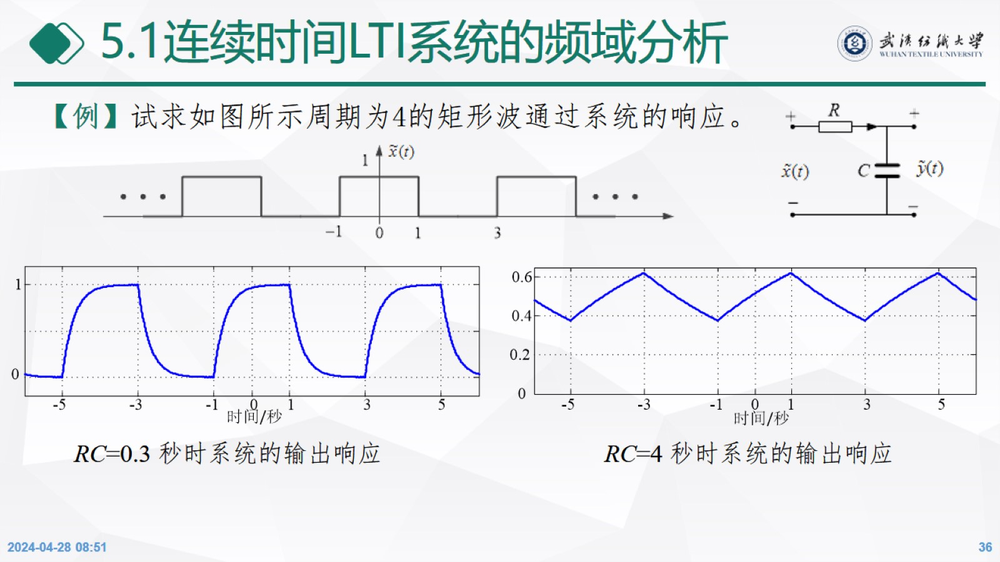 5.1连续时间LTI系统的频域分析
武汉纺织大学
WUHAN TEXTILE UNIVERSITY
【例】试求如图所示周期为4的矩形波通过系统的响应。
1 x̃(t)
−1 0 1 3
+ R +
x̃(t) C ỹ(t)
− −
1
0
-5 -3 -1 0 1 3 5
时间/秒
RC=0.3 秒时系统的输出响应
0.6
0.4
0.2
0
-5 -3 -1 0 1 3 5
时间/秒
RC=4 秒时系统的输出响应
2024-04-28 08:51
36